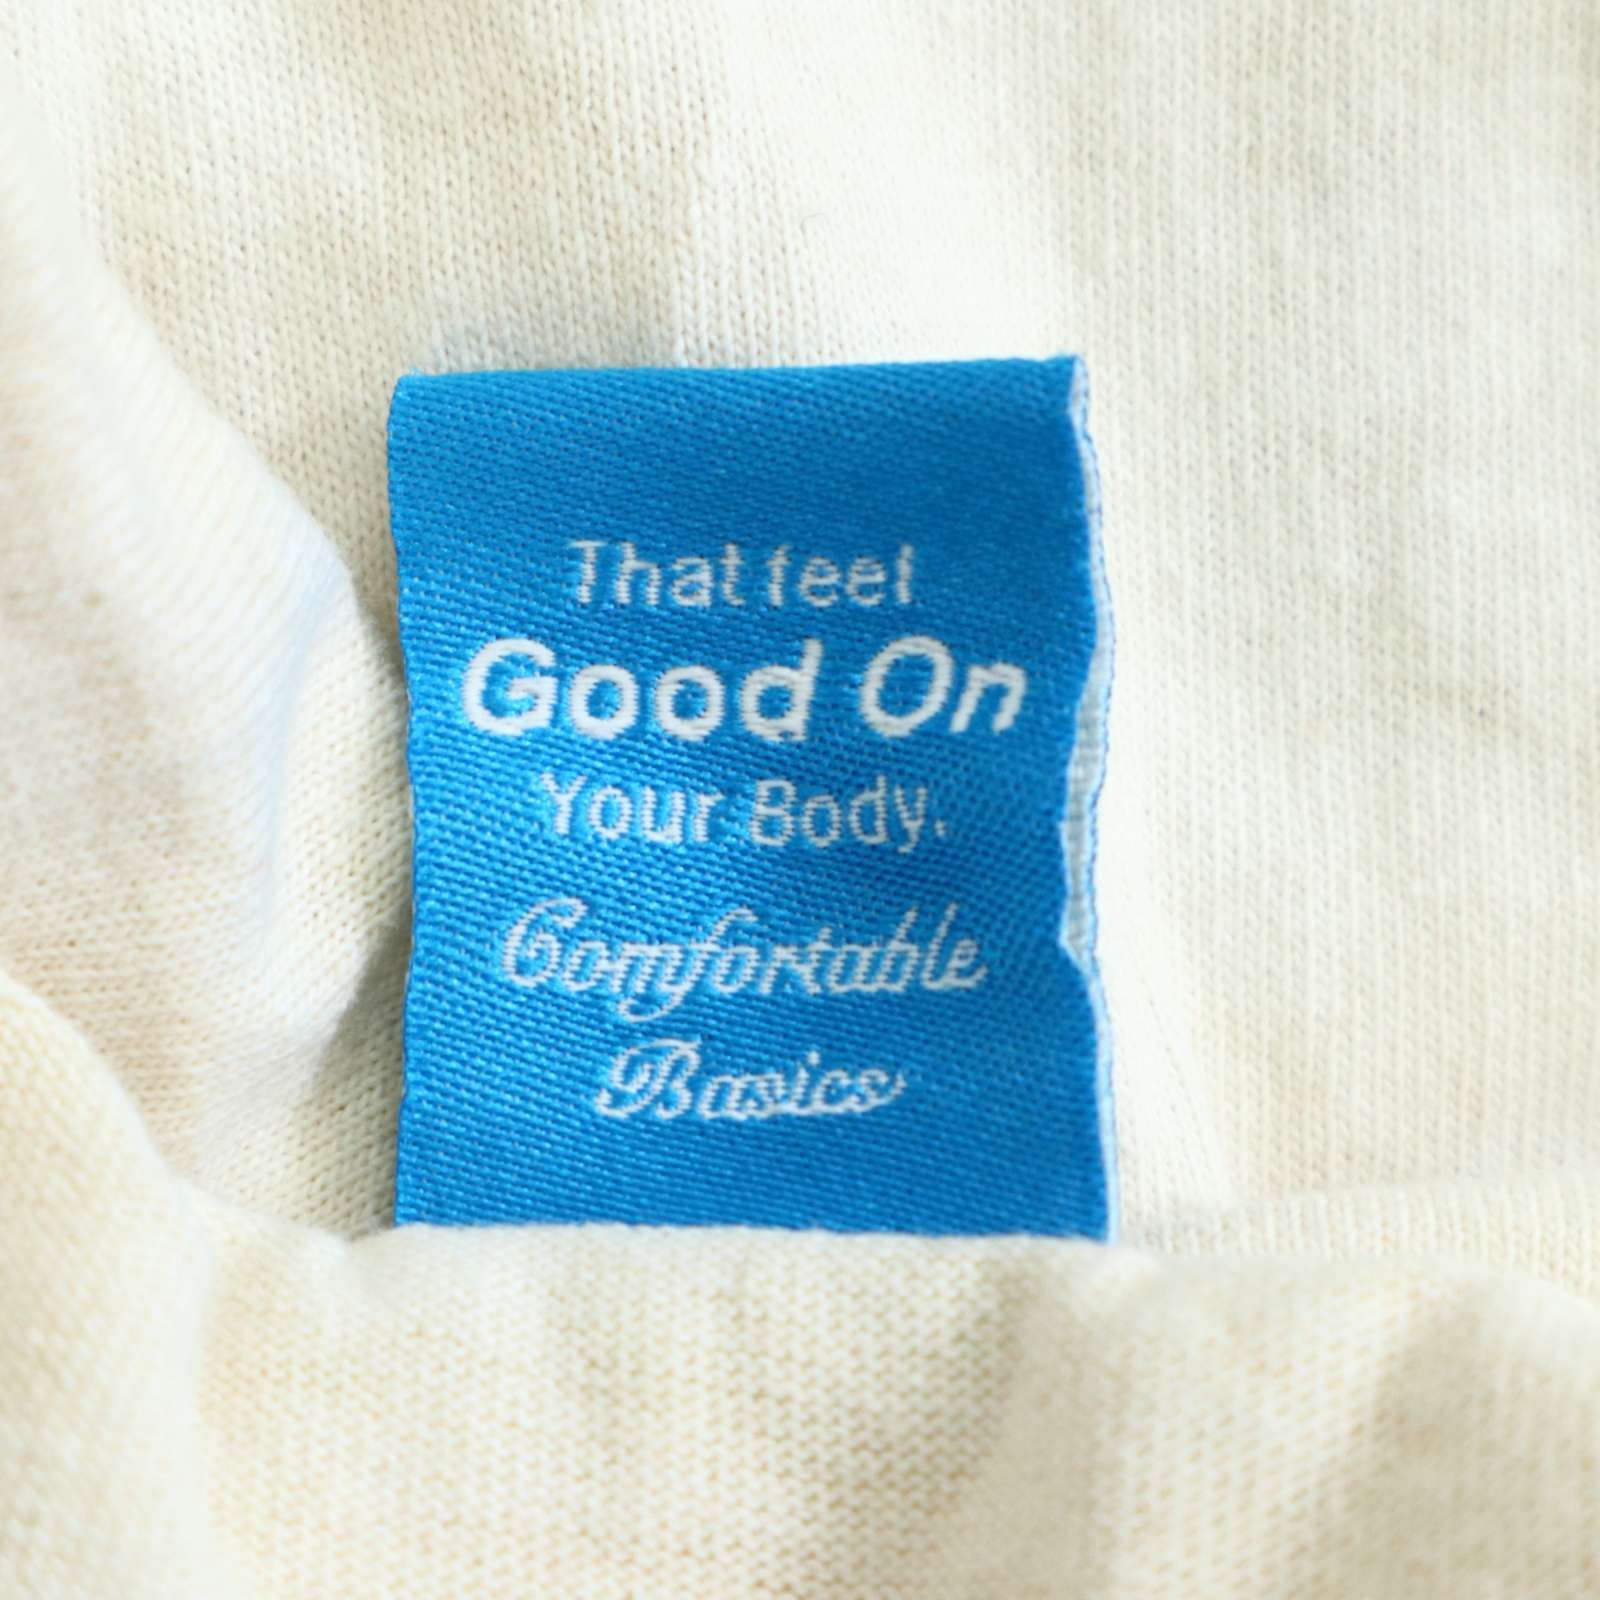 That feel
Good On
Your Body.
Comfortable
Basics